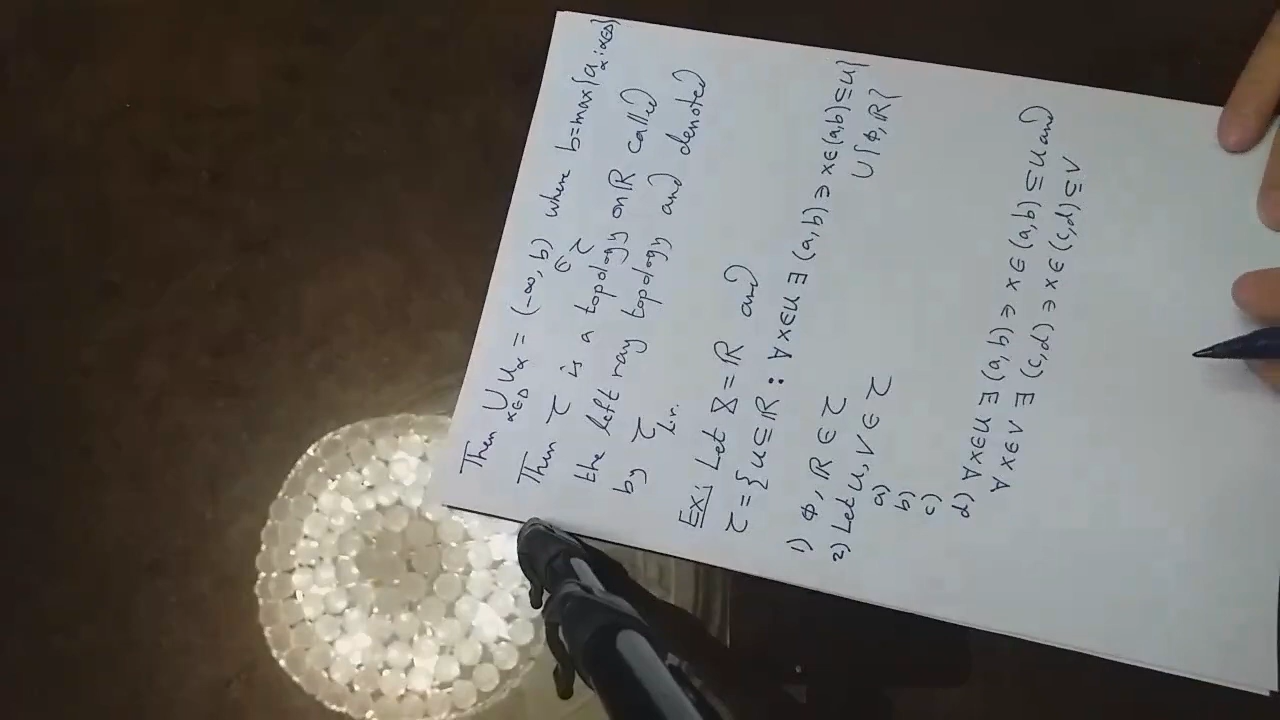 Then ⋃ U_α = (-∞, b) where b = max{a_α : α∈Δ}
α∈Δ ∈ τ
Then τ is a topology on ℝ called
the left ray topology and denoted
by τ_l.r.
Ex: Let X = ℝ and
τ = {U ⊆ ℝ : ∀ x∈U ∃ (a,b) ∋ x∈(a,b) ⊆ U}
∪ {φ, ℝ}
1) φ, ℝ ∈ τ
2) Let U, V ∈ τ
a)
b)
c)
d) ∀ x∈U ∃ (a,b) ∋ x∈(a,b) ⊆ U and
∀ x∈V ∃ (c,d) ∋ x∈(c,d) ⊆ V